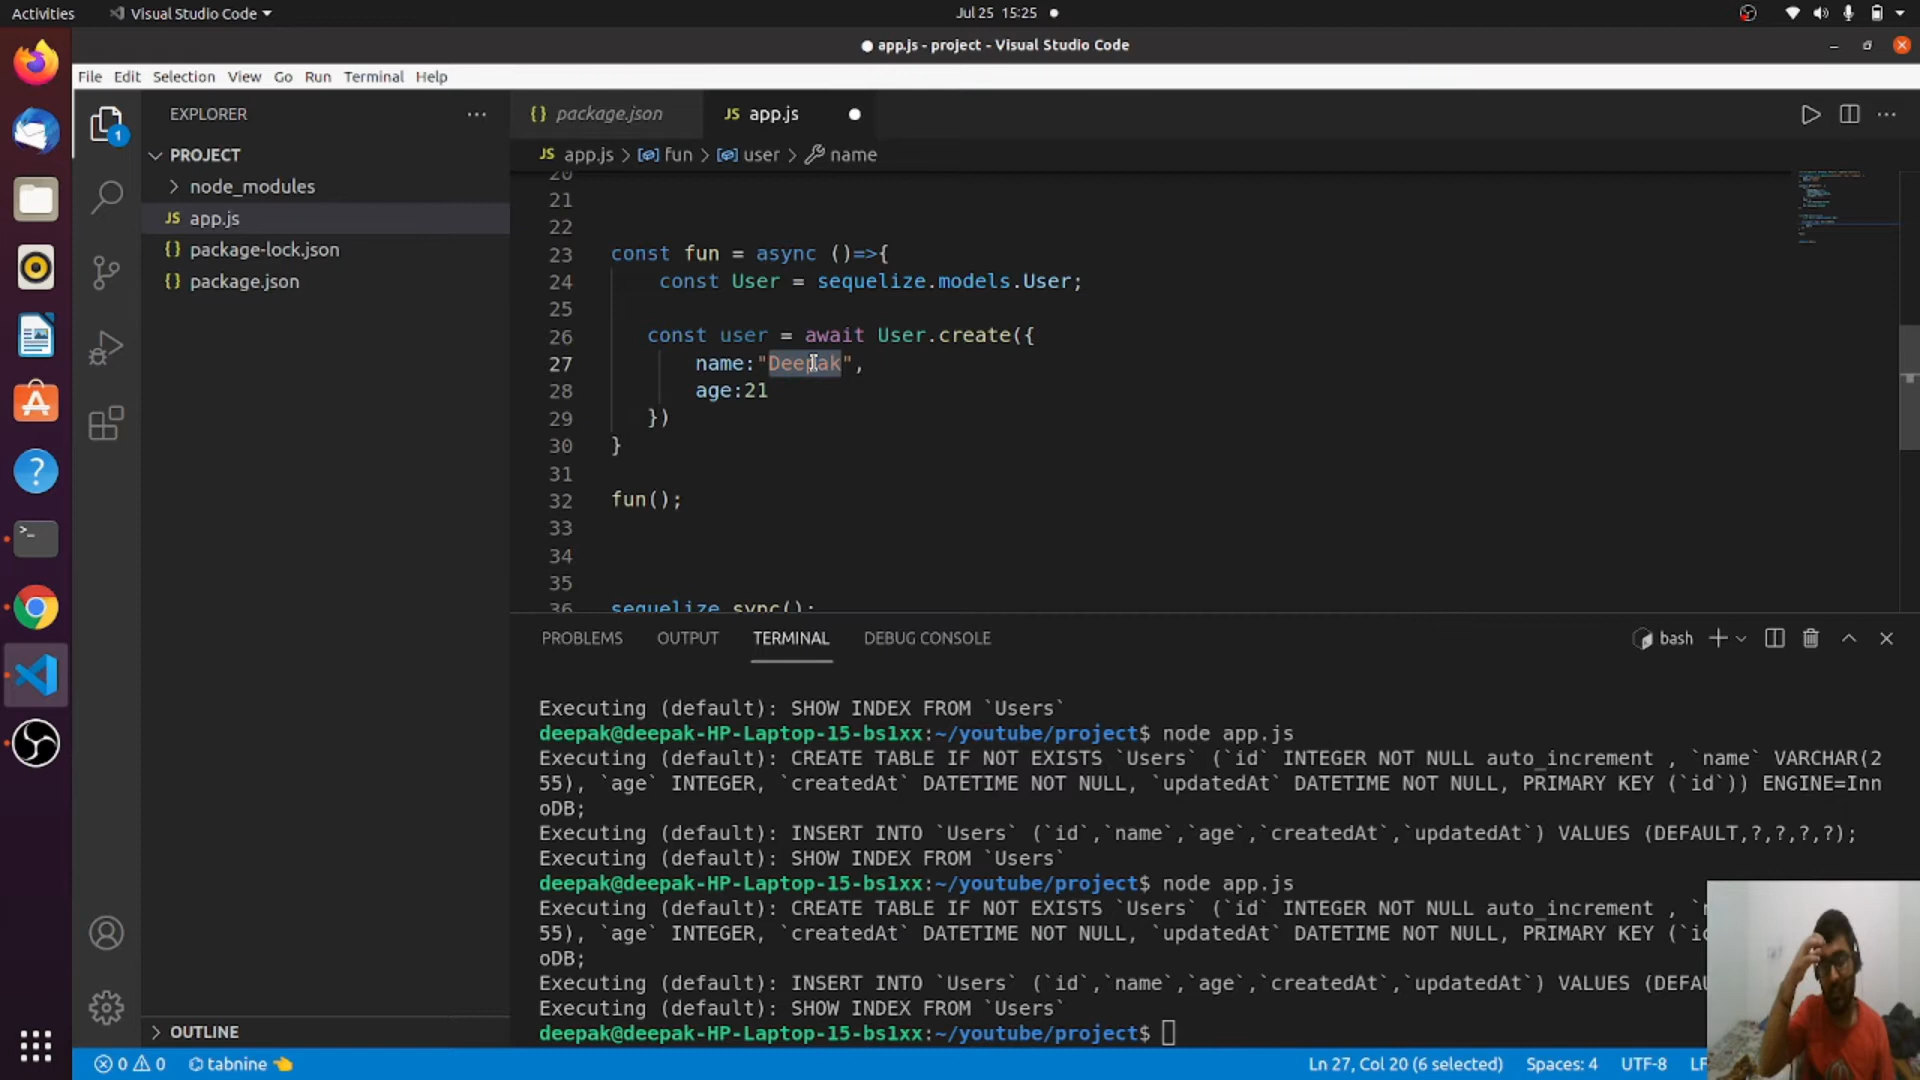 Activities Visual Studio Code ▾ Jul 25 15:25 ●
● app.js - project - Visual Studio Code
File Edit Selection View Go Run Terminal Help
EXPLORER ··· {} package.json JS app.js ●
1
JS app.js > fun > user > name
PROJECT
node_modules
JS app.js
{} package-lock.json
{} package.json
20
21
22
23 const fun = async ()=>{
24 const User = sequelize.models.User;
25
26 const user = await User.create({
27 name:"Deepak",
28 age:21
29 })
30 }
31
32 fun();
33
34
35
36 sequelize.sync();
PROBLEMS OUTPUT TERMINAL DEBUG CONSOLE bash
Executing (default): SHOW INDEX FROM `Users`
deepak@deepak-HP-Laptop-15-bs1xx:~/youtube/project$ node app.js
Executing (default): CREATE TABLE IF NOT EXISTS `Users` (`id` INTEGER NOT NULL auto_increment , `name` VARCHAR(2
55), `age` INTEGER, `createdAt` DATETIME NOT NULL, `updatedAt` DATETIME NOT NULL, PRIMARY KEY (`id`)) ENGINE=Inn
oDB;
Executing (default): INSERT INTO `Users` (`id`,`name`,`age`,`createdAt`,`updatedAt`) VALUES (DEFAULT,?,?,?,?);
Executing (default): SHOW INDEX FROM `Users`
deepak@deepak-HP-Laptop-15-bs1xx:~/youtube/project$ node app.js
Executing (default): CREATE TABLE IF NOT EXISTS `Users` (`id` INTEGER NOT NULL auto_increment ,
55), `age` INTEGER, `createdAt` DATETIME NOT NULL, `updatedAt` DATETIME NOT NULL, PRIMARY KEY
oDB;
Executing (default): INSERT INTO `Users` (`id`,`name`,`age`,`createdAt`,`updatedAt`) VALUES
Executing (default): SHOW INDEX FROM `Users`
deepak@deepak-HP-Laptop-15-bs1xx:~/youtube/project$
OUTLINE
0 0 tabnine Ln 27, Col 20 (6 selected) Spaces: 4 UTF-8 LF